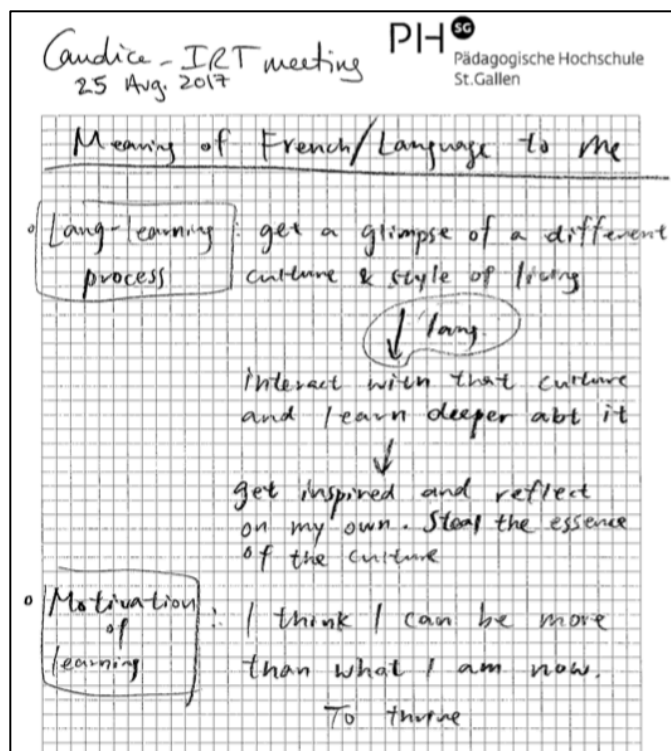 Candice - IRT meeting
25 Aug. 2017
PH SG
Pädagogische Hochschule
St.Gallen
Meaning of French/Language to me
Lang-learning : get a glimpse of a different
process culture & style of living
lang.
interact with that culture
and learn deeper abt it
get inspired and reflect
on my own. Steal the essence
of the culture
Motivation
of : I think I can be more
learning than what I am now.
To thrive